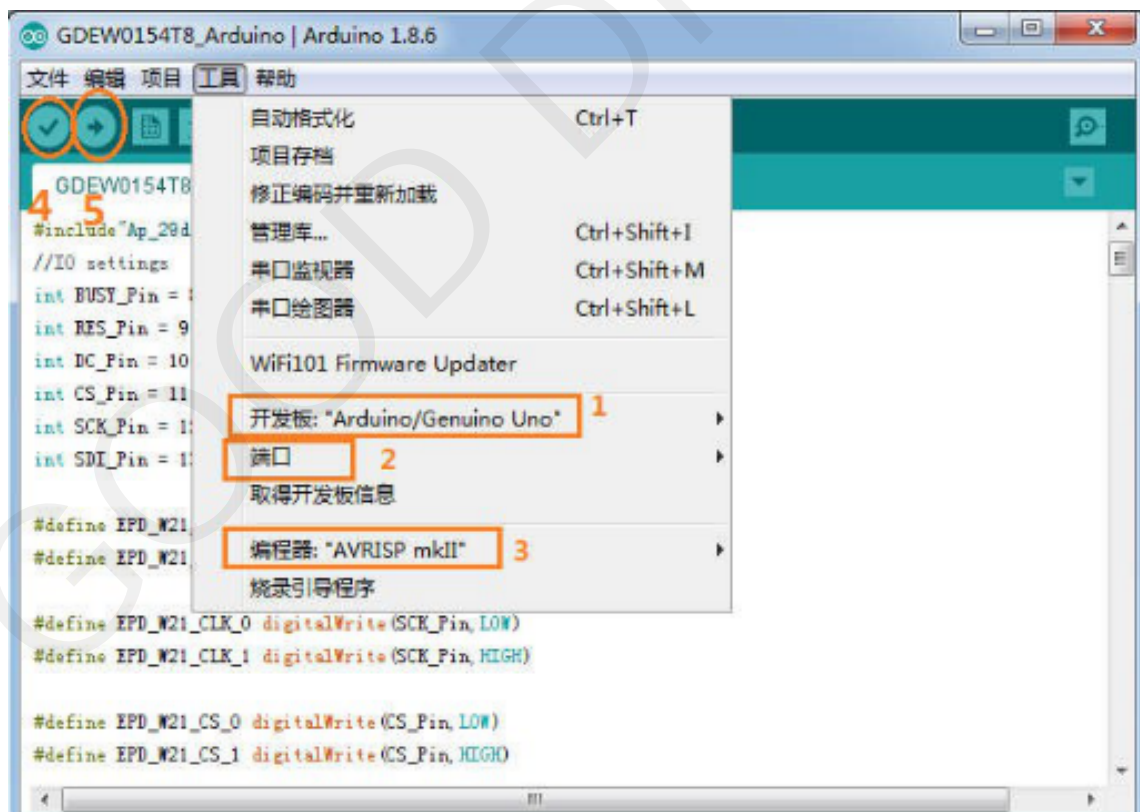 GDEW0154T8_Arduino | Arduino 1.8.6
文件 编辑 项目 工具 帮助
自动格式化 Ctrl+T
项目存档
修正编码并重新加载
管理库... Ctrl+Shift+I
串口监视器 Ctrl+Shift+M
串口绘图器 Ctrl+Shift+L
WiFi101 Firmware Updater
开发板: "Arduino/Genuino Uno" 1
端口 2
取得开发板信息
编程器: "AVRISP mkII" 3
烧录引导程序
GDEW0154T8
4 5
#include"Ap_29d
//IO settings
int BUSY_Pin =
int RES_Pin = 9
int DC_Pin = 10
int CS_Pin = 11
int SCK_Pin = 1
int SDI_Pin = 1
#define EPD_W21_
#define EPD_W21_
#define EPD_W21_CLK_0 digitalWrite(SCK_Pin,LOW)
#define EPD_W21_CLK_1 digitalWrite(SCK_Pin,HIGH)
#define EPD_W21_CS_0 digitalWrite(CS_Pin,LOW)
#define EPD_W21_CS_1 digitalWrite(CS_Pin,HIGH)